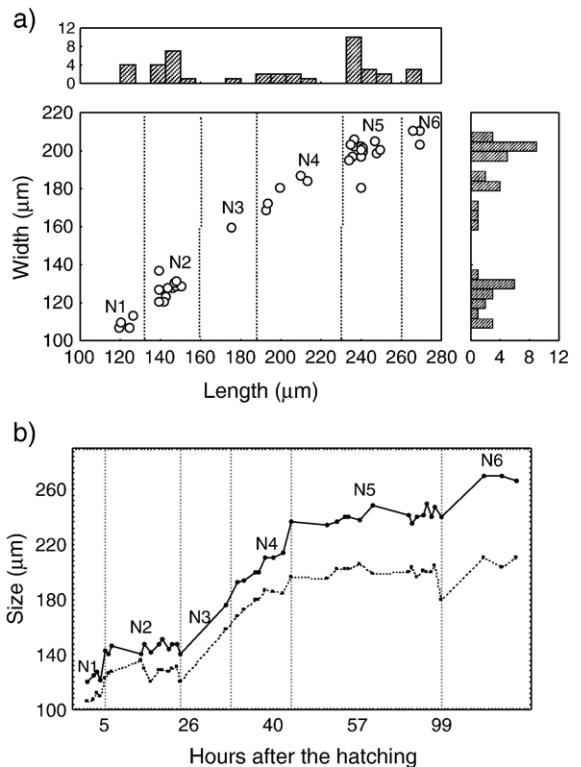 a)
12
8
4
0
220
200
180
160
140
120
100
Width (μm)
N1
N2
N3
N4
N5
N6
100 120 140 160 180 200 220 240 260 280
Length (μm)
0 4 8 12
b)
260
220
180
140
100
Size (μm)
N1
N2
N3
N4
N5
N6
5 26 40 57 99
Hours after the hatching